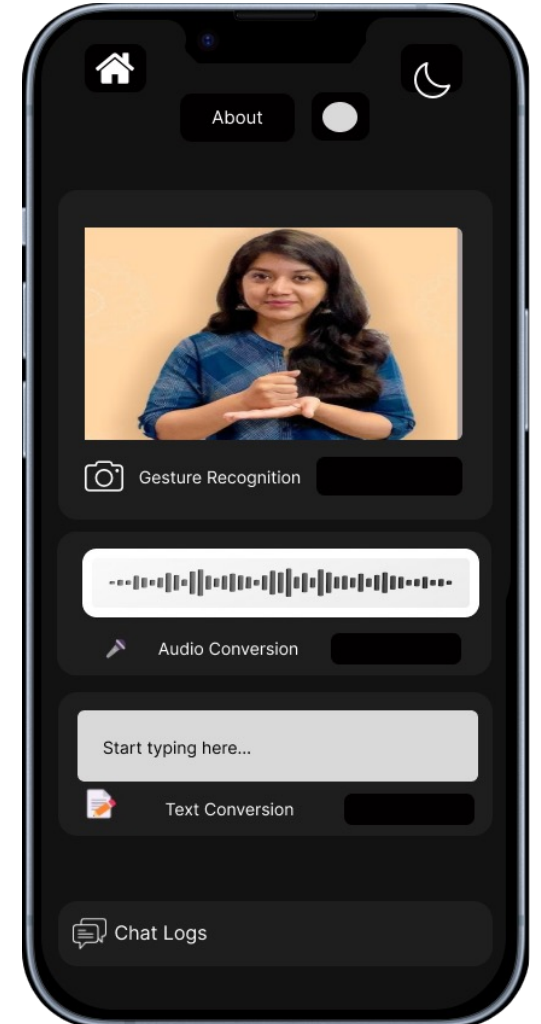 About
Gesture Recognition
Audio Conversion
Start typing here...
Text Conversion
Chat Logs